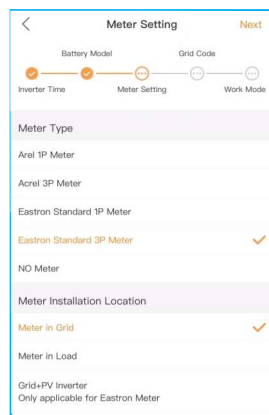 Meter Setting Next
Battery Model Grid Code
Inverter Time Meter Setting Work Mode
Meter Type
Arel 1P Meter
Acrel 3P Meter
Eastron Standard 1P Meter
Eastron Standard 3P Meter
NO Meter
Meter Installation Location
Meter in Grid
Meter in Load
Grid+PV Inverter
Only applicable for Eastron Meter